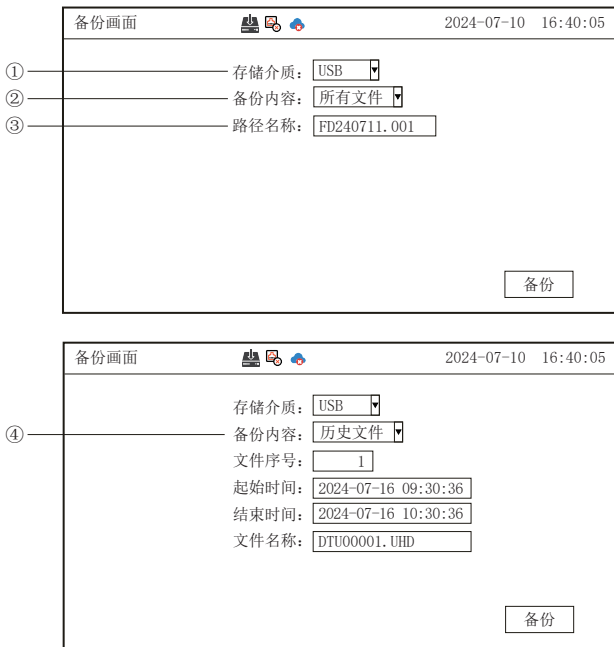 备份画面 2024-07-10 16:40:05
① 存储介质： USB
② 备份内容： 所有文件
③ 路径名称： FD240711.001
备份
备份画面 2024-07-10 16:40:05
存储介质： USB
④ 备份内容： 历史文件
文件序号： 1
起始时间： 2024-07-16 09:30:36
结束时间： 2024-07-16 10:30:36
文件名称： DTU00001.UHD
备份